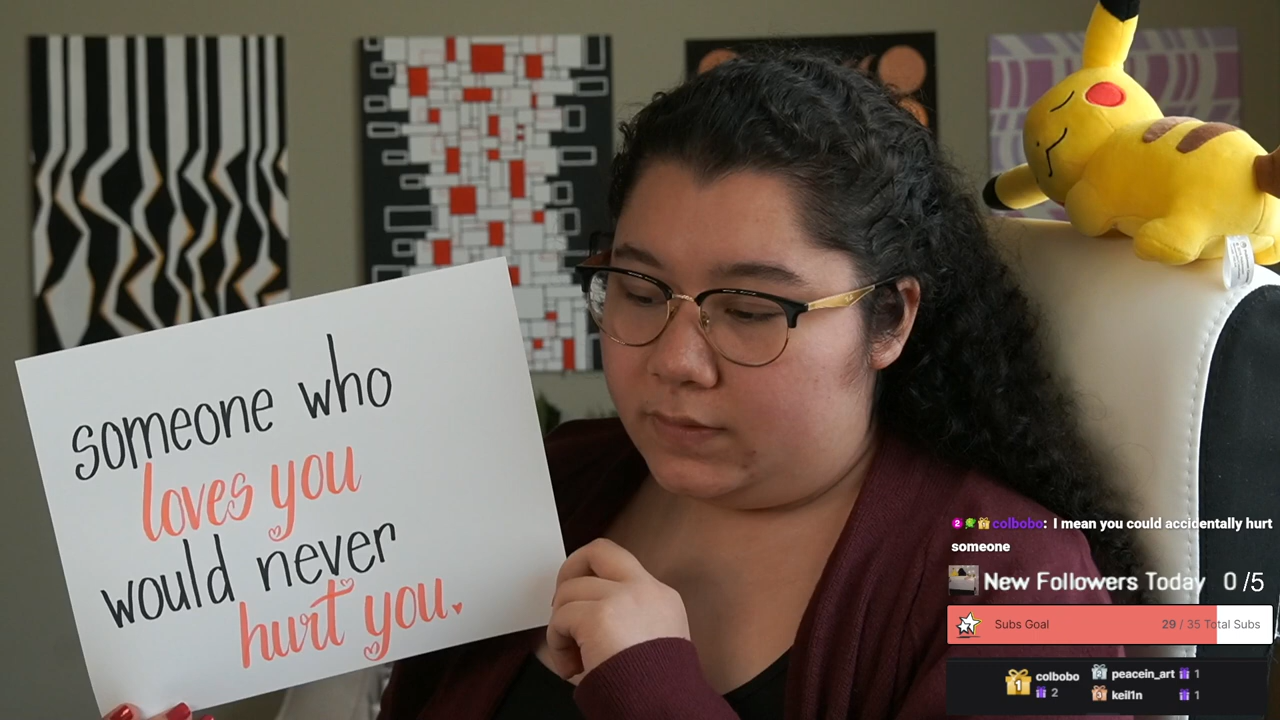 someone who
loves you
would never
hurt you.
2 colbobo: I mean you could accidentally hurt
someone
New Followers Today 0 /5
Subs Goal 29 / 35 Total Subs
1 colbobo 2
peacein_art 1
keil1n 1